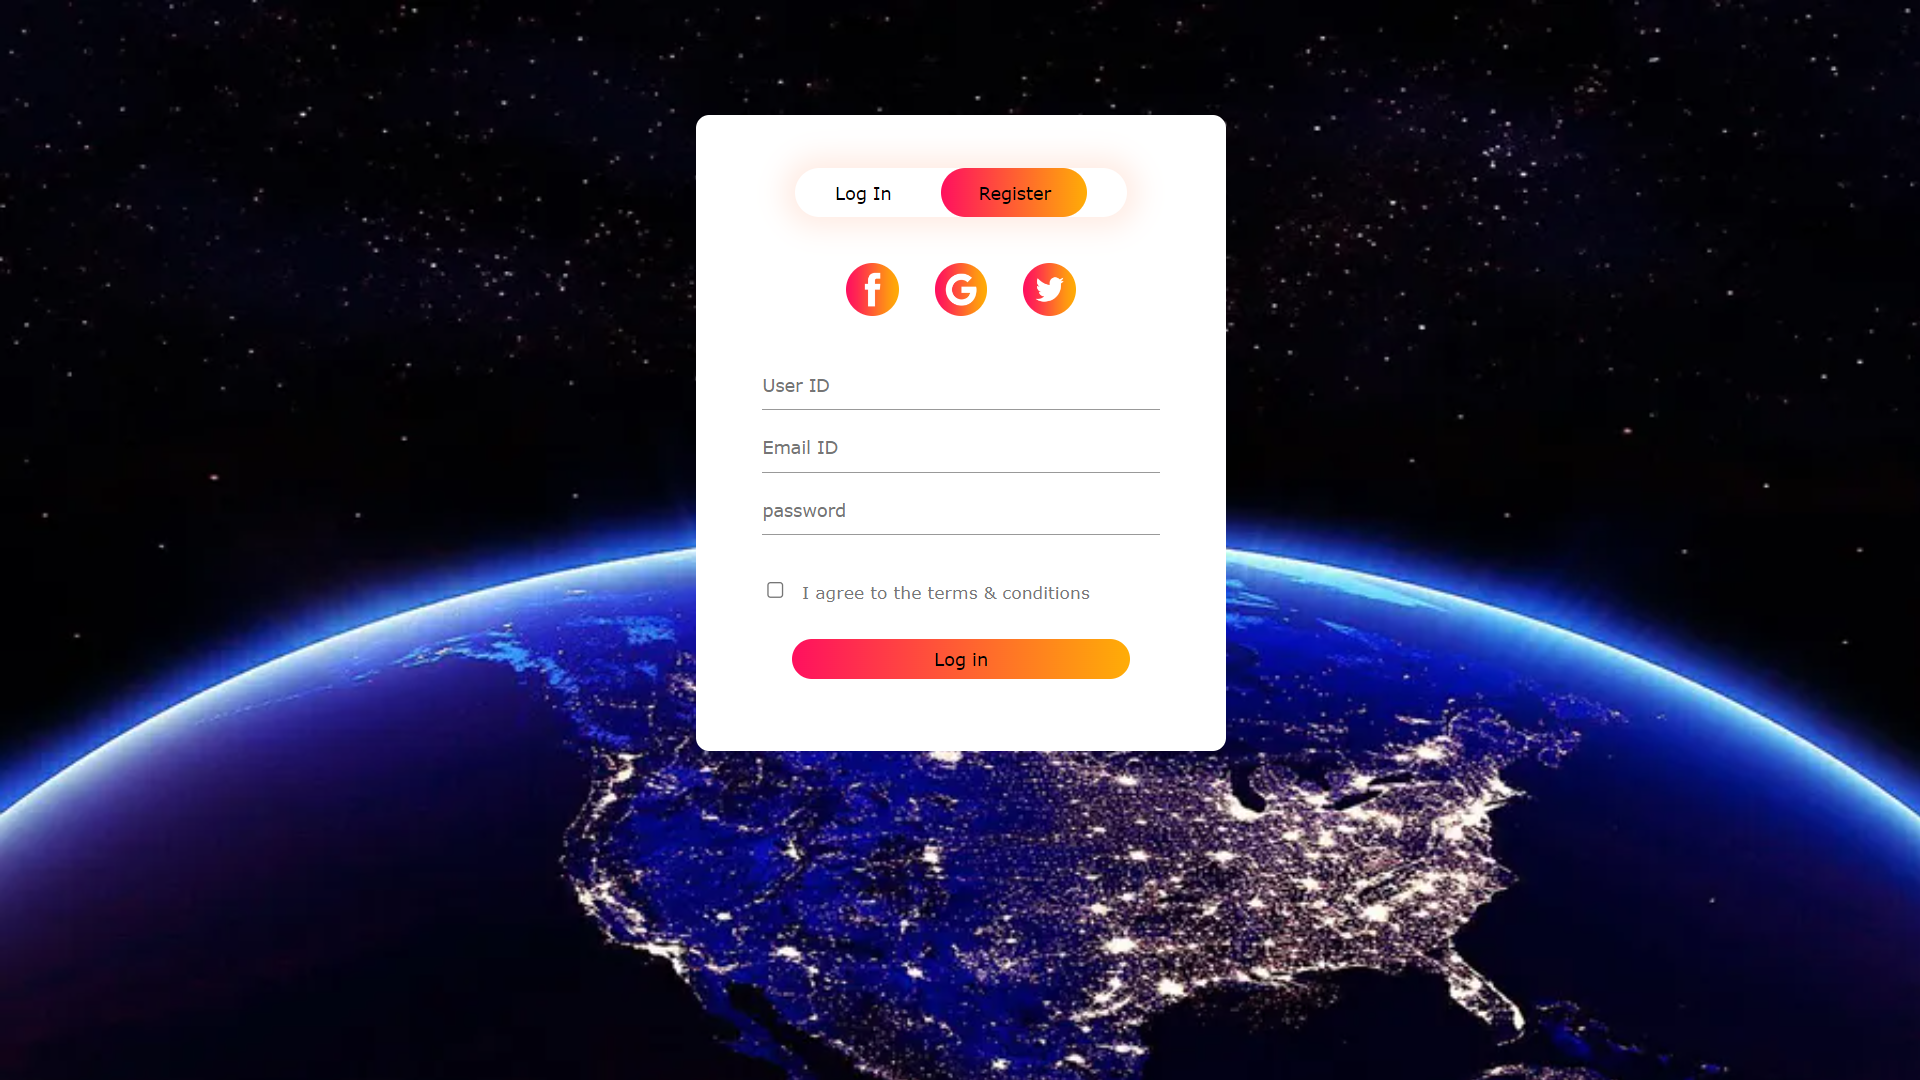 Log In Register
User ID
Email ID
password
I agree to the terms & conditions
Log in